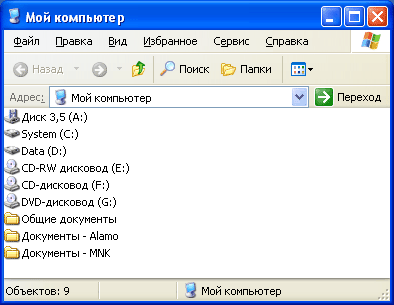 Мой компьютер
Файл Правка Вид Избранное Сервис Справка
Назад Поиск Папки
Адрес: Мой компьютер Переход
Диск 3,5 (A:)
System (C:)
Data (D:)
CD-RW дисковод (E:)
CD-дисковод (F:)
DVD-дисковод (G:)
Общие документы
Документы - Alamo
Документы - MNK
Объектов: 9 Мой компьютер